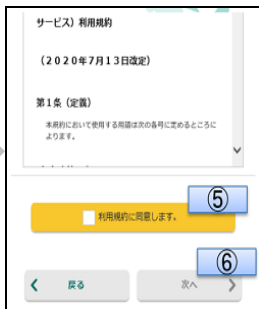 サービス）利用規約
（２０２０年７月１３日改定）
第１条（定義）
本規約において使用する用語は次の各号に定めるところに
よります。
⑤
利用規約に同意します。
⑥
戻る
次へ